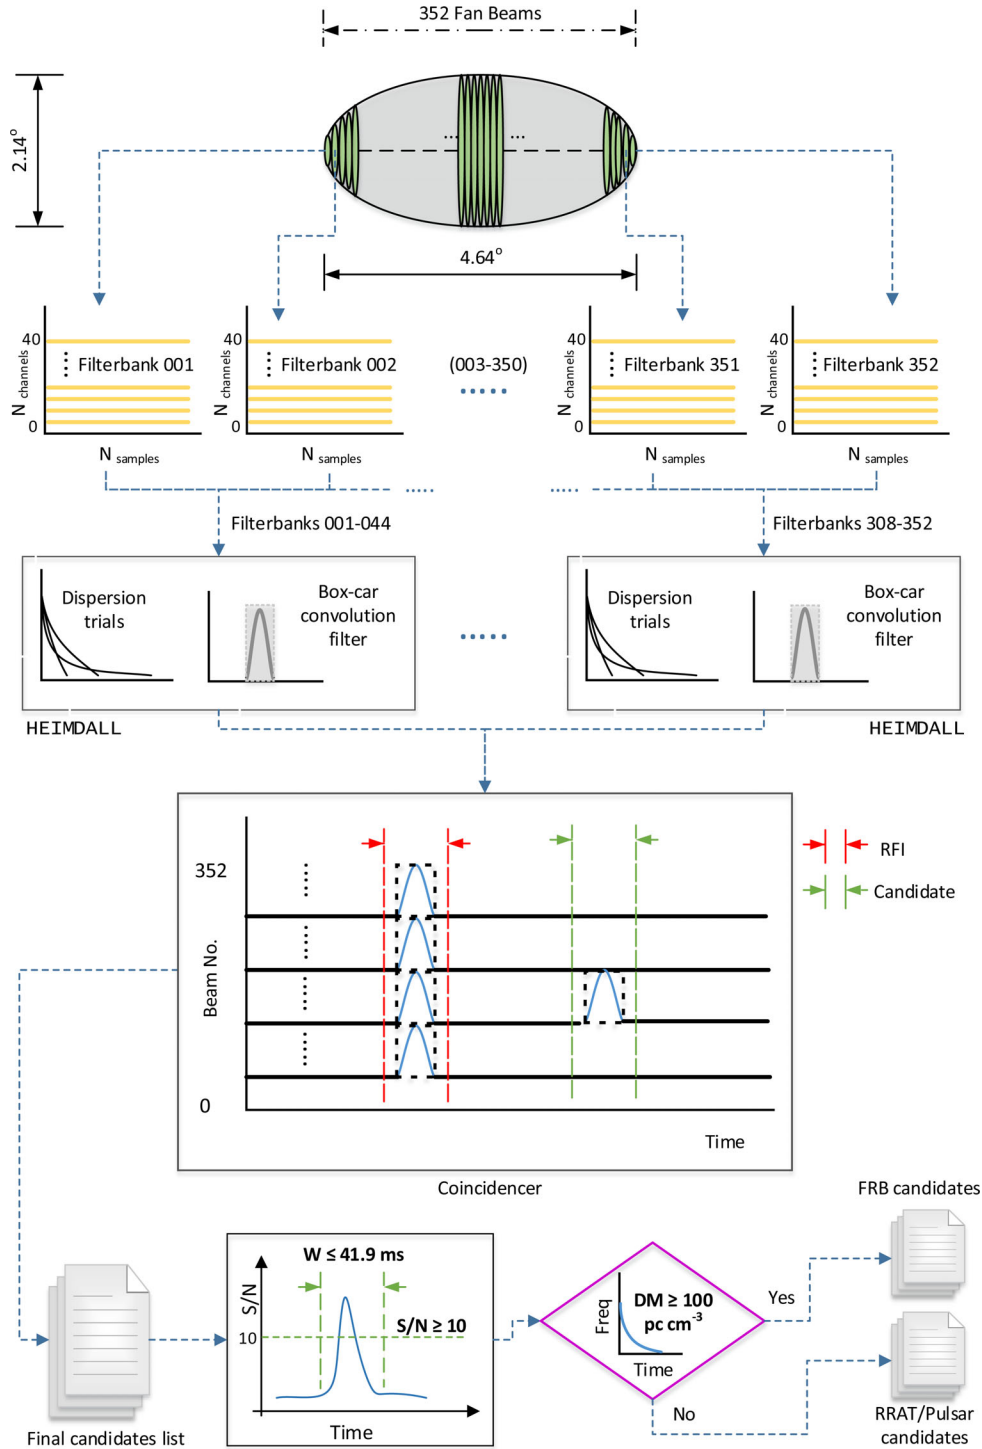 352 Fan Beams
2.14°
... ...
4.64°
40
N channels
0
Filterbank 001
N samples
40
N channels
0
Filterbank 002
N samples
(003-350)
40
N channels
0
Filterbank 351
N samples
40
N channels
0
Filterbank 352
N samples
Filterbanks 001-044
Filterbanks 308-352
Dispersion
trials
Box-car
convolution
filter
HEIMDALL
Dispersion
trials
Box-car
convolution
filter
HEIMDALL
352
Beam No.
0
Time
RFI
Candidate
Coincidencer
Final candidates list
W ≤ 41.9 ms
S/N
10
S/N ≥ 10
Time
Freq
DM ≥ 100
pc cm⁻³
Time
Yes
No
FRB candidates
RRAT/Pulsar
candidates